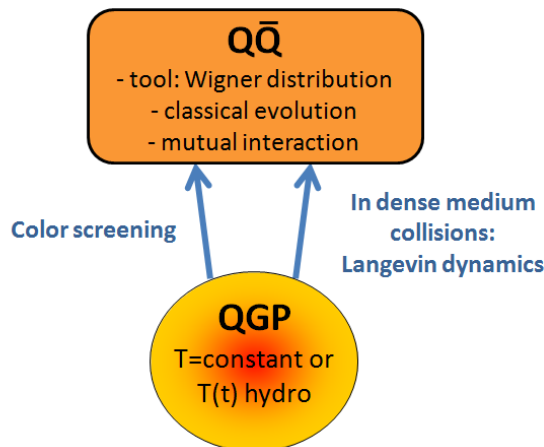 QQ̄
- tool: Wigner distribution
- classical evolution
- mutual interaction
Color screening
In dense medium
collisions:
Langevin dynamics
QGP
T=constant or
T(t) hydro